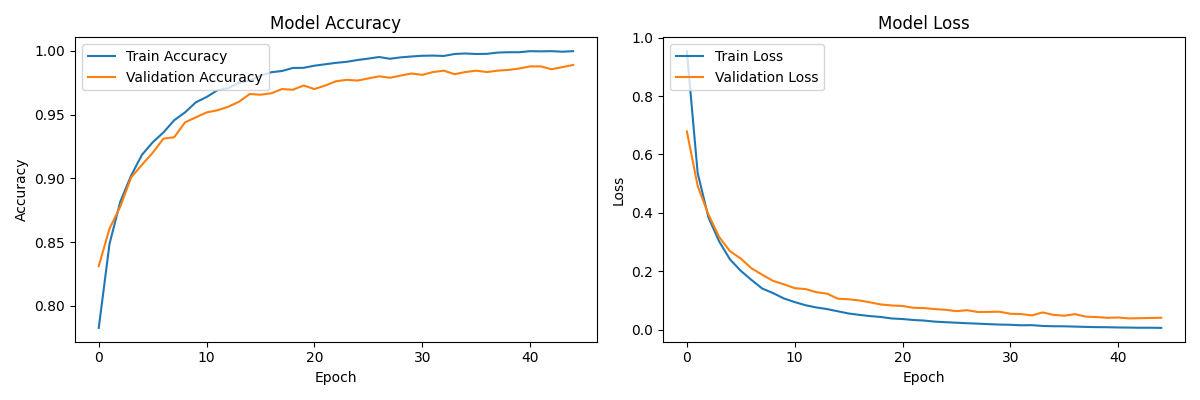 Model Accuracy
Train Accuracy
Validation Accuracy
1.00
0.95
0.90
0.85
0.80
Accuracy
0 10 20 30 40
Epoch
Model Loss
Train Loss
Validation Loss
1.0
0.8
0.6
0.4
0.2
0.0
Loss
0 10 20 30 40
Epoch